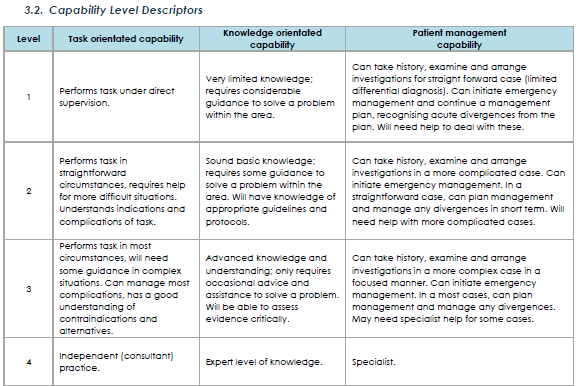 3.2. Capability Level Descriptors
Level
Task orientated capability
Knowledge orientated
capability
Patient management
capability
1
Performs task under direct
supervision.
Very limited knowledge;
requires considerable
guidance to solve a problem
within the area.
Can take history, examine and arrange
investigations for straight forward case (limited
differential diagnosis). Can initiate emergency
management and continue a management
plan, recognising acute divergences from the
plan. Will need help to deal with these.
2
Performs task in
straightforward
circumstances, requires help
for more difficult situations.
Understands indications and
complications of task.
Sound basic knowledge;
requires some guidance to
solve a problem within the
area. Will have knowledge of
appropriate guidelines and
protocols.
Can take history, examine and arrange
investigations in a more complicated case. Can
initiate emergency management. In a
straightforward case, can plan management
and manage any divergences in short term. Will
need help with more complicated cases.
3
Performs task in most
circumstances, will need
some guidance in complex
situations. Can manage most
complications, has a good
understanding of
contraindications and
alternatives.
Advanced knowledge and
understanding; only requires
occasional advice and
assistance to solve a problem.
Will be able to assess
evidence critically.
Can take history, examine and arrange
investigations in a more complex case in a
focused manner. Can initiate emergency
management. In a most cases, can plan
management and manage any divergences.
May need specialist help for some cases.
4
Independent (consultant)
practice.
Expert level of knowledge.
Specialist.